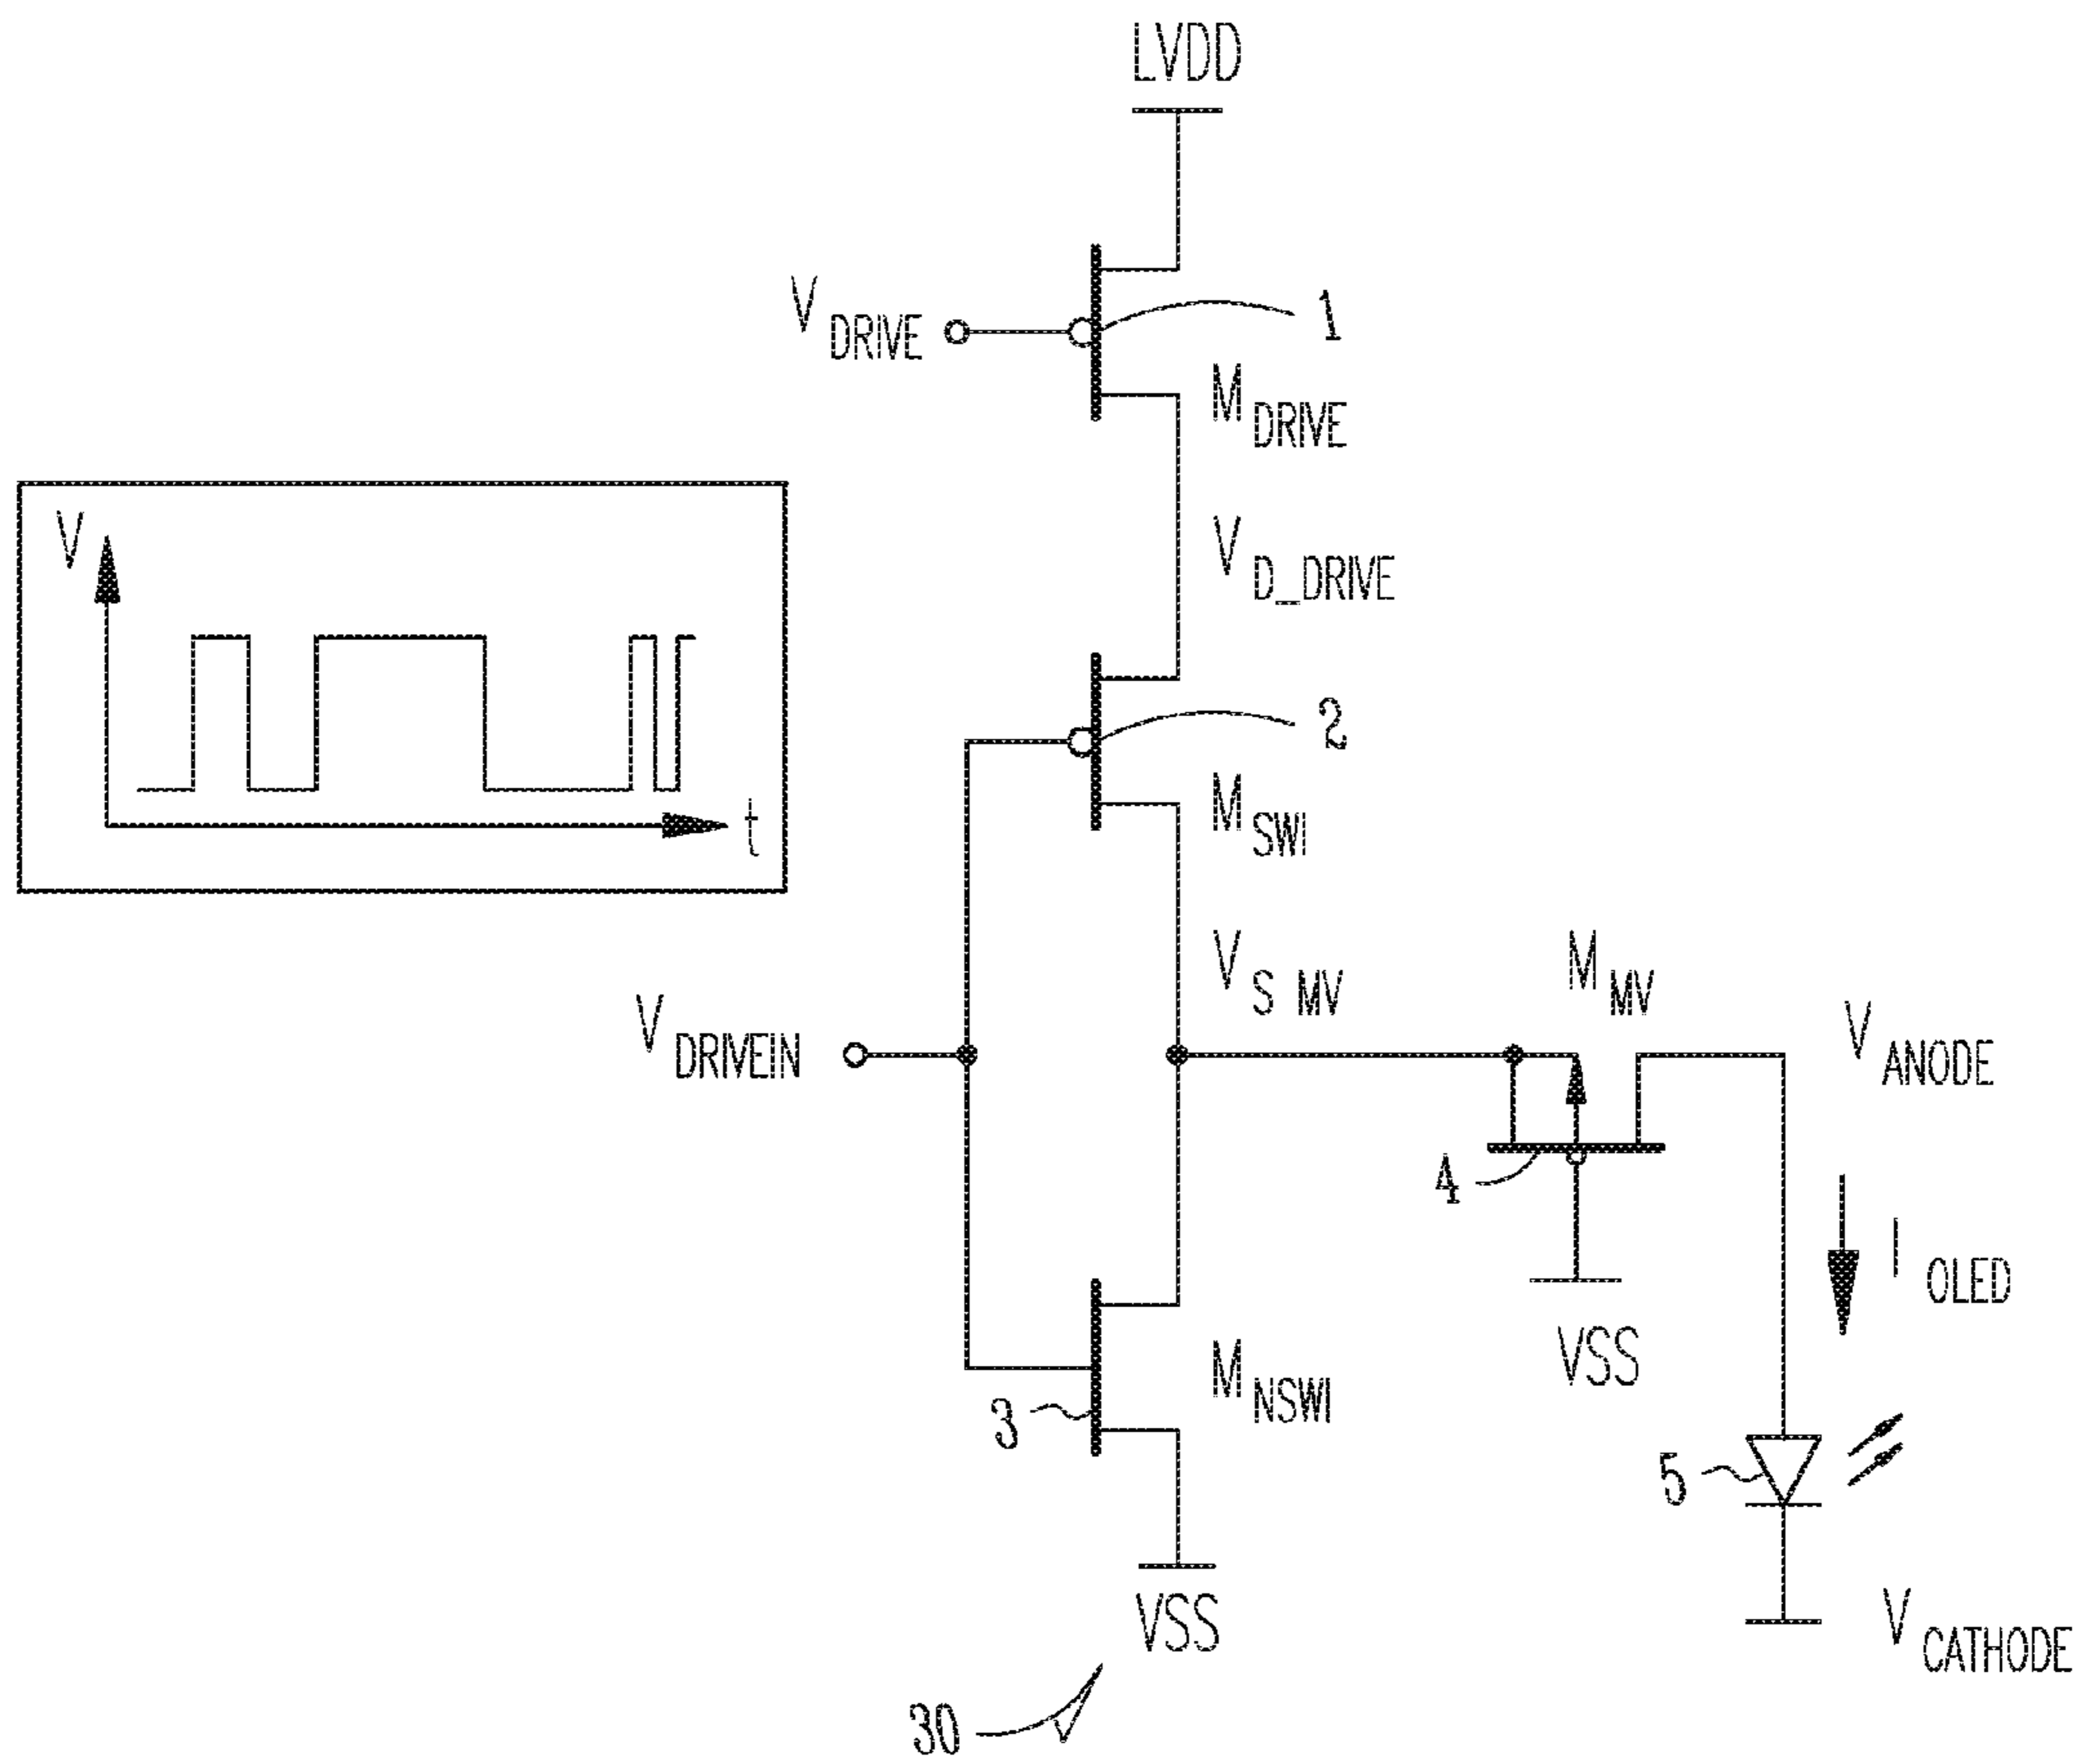 LVDD
V DRIVE
1
M DRIVE
V D_DRIVE
V
t
2
M SWI
V S MV
M MV
V ANODE
V DRIVEIN
4
I OLED
VSS
M NSWI
3
5
VSS
V CATHODE
30